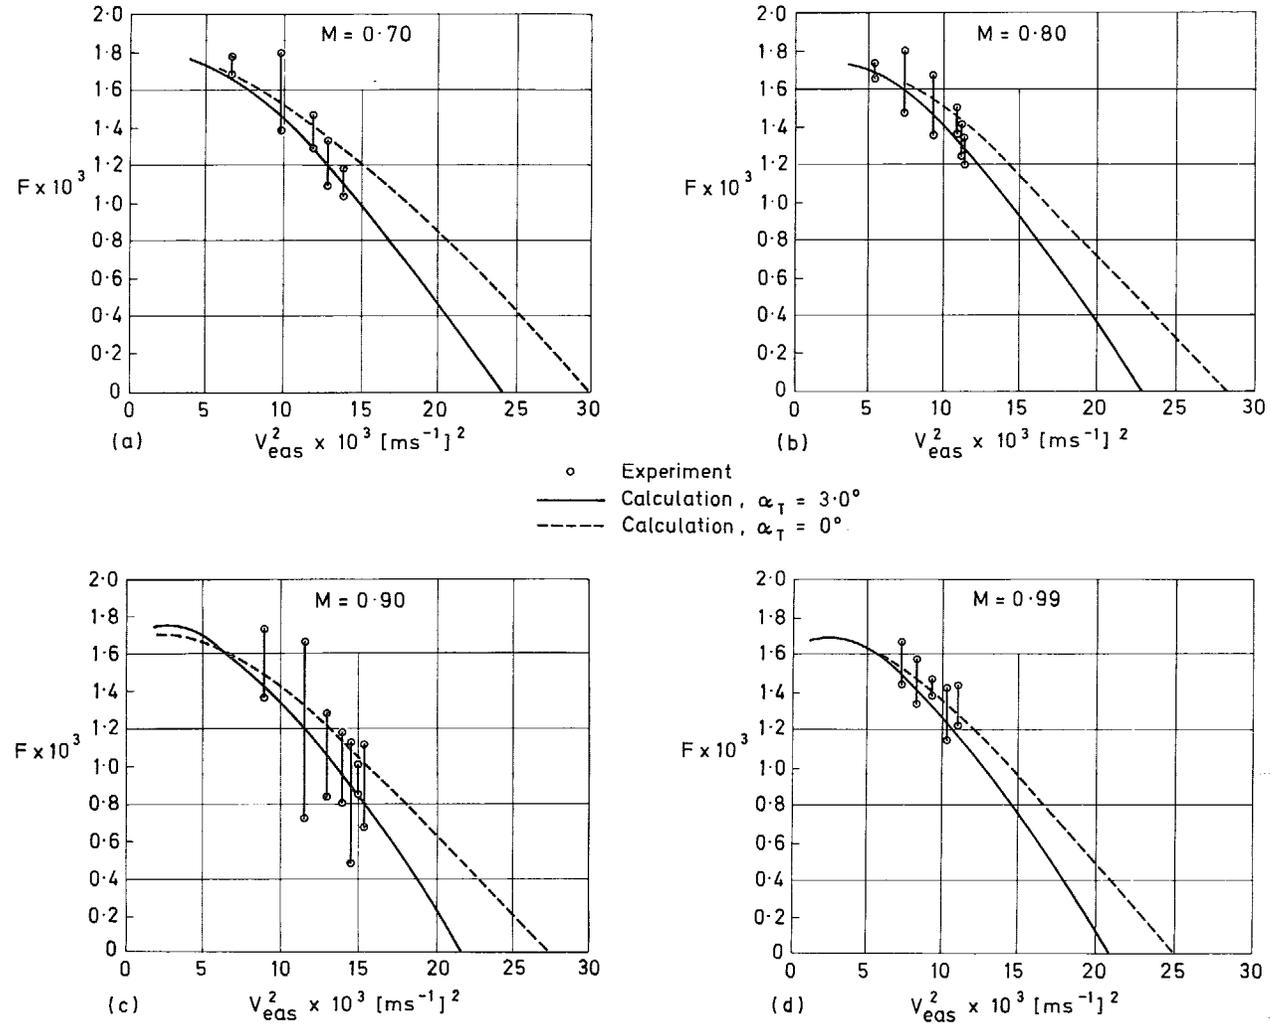 M = 0·70
2·0
1·8
1·6
1·4
1·2
1·0
0·8
0·6
0·4
0·2
0
F x 10³
0 5 10 15 20 25 30
(a) V²eas x 10³ [ms⁻¹]²
M = 0·80
2·0
1·8
1·6
1·4
1·2
1·0
0·8
0·6
0·4
0·2
0
F x 10³
0 5 10 15 20 25 30
(b) V²eas x 10³ [ms⁻¹]²
Experiment
Calculation, αT = 3·0°
Calculation, αT = 0°
M = 0·90
2·0
1·8
1·6
1·4
1·2
1·0
0·8
0·6
0·4
0·2
0
F x 10³
0 5 10 15 20 25 30
(c) V²eas x 10³ [ms⁻¹]²
M = 0·99
2·0
1·8
1·6
1·4
1·2
1·0
0·8
0·6
0·4
0·2
0
F x 10³
0 5 10 15 20 25 30
(d) V²eas x 10³ [ms⁻¹]²